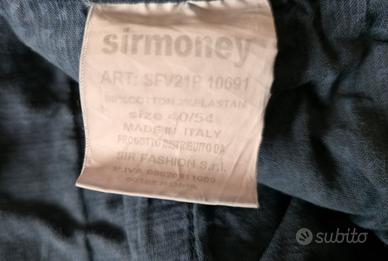 sirmoney
ART: SFV21P 10691
size 40/54
MADE IN ITALY
PRODOTTO DISTRIBUITO DA
SIR FASHION S.r.l.
subito